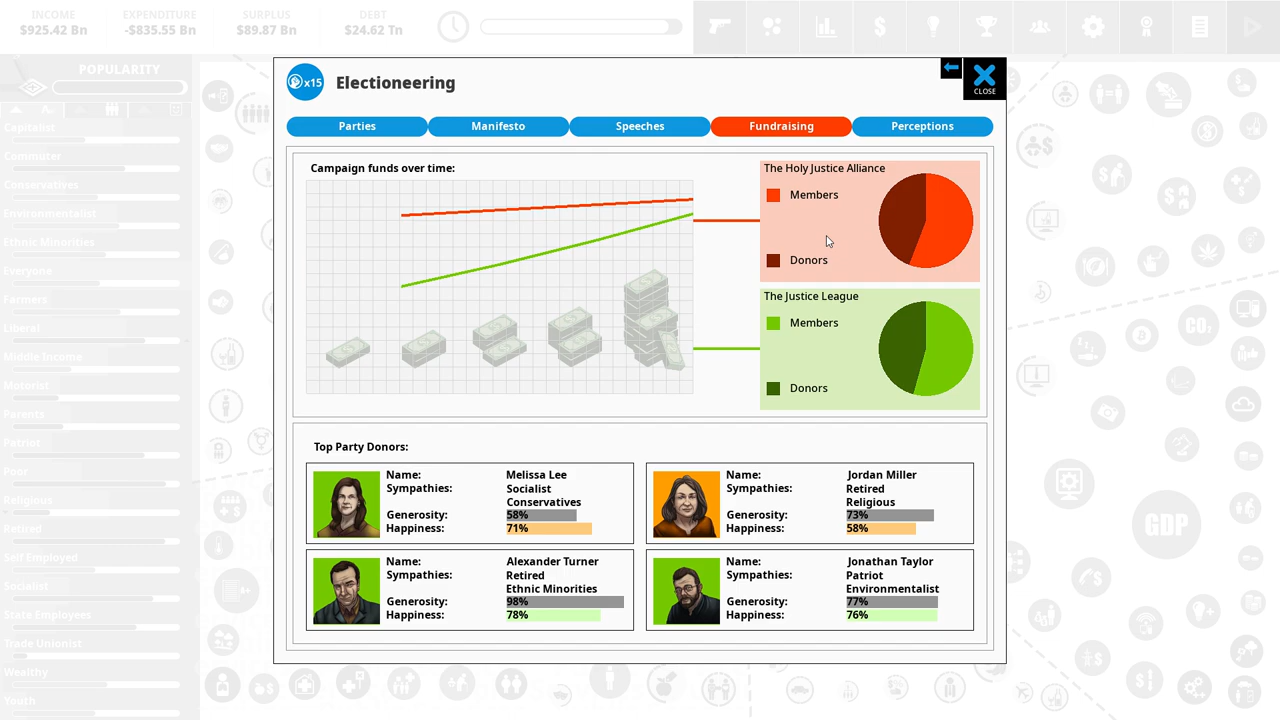 INCOME EXPENDITURE SURPLUS DEBT
$925.42 Bn -$835.55 Bn $89.87 Bn $24.62 Tn
POPULARITY
Capitalist
Commuter
Conservatives
Environmentalist
Ethnic Minorities
Everyone
Farmers
Liberal
Middle Income
Motorist
Parents
Patriot
Poor
Religious
Retired
Self Employed
Socialist
State Employees
Trade Unionist
Wealthy
Youth
x15
Electioneering
CLOSE
Parties Manifesto Speeches Fundraising Perceptions
Campaign funds over time:
The Holy Justice Alliance
Members
Donors
The Justice League
Members
Donors
Top Party Donors:
Name: Melissa Lee
Sympathies: Socialist
Conservatives
Generosity: 58%
Happiness: 71%
Name: Jordan Miller
Sympathies: Retired
Religious
Generosity: 73%
Happiness: 58%
Name: Alexander Turner
Sympathies: Retired
Ethnic Minorities
Generosity: 98%
Happiness: 78%
Name: Jonathan Taylor
Sympathies: Patriot
Environmentalist
Generosity: 77%
Happiness: 76%
CO2
GDP